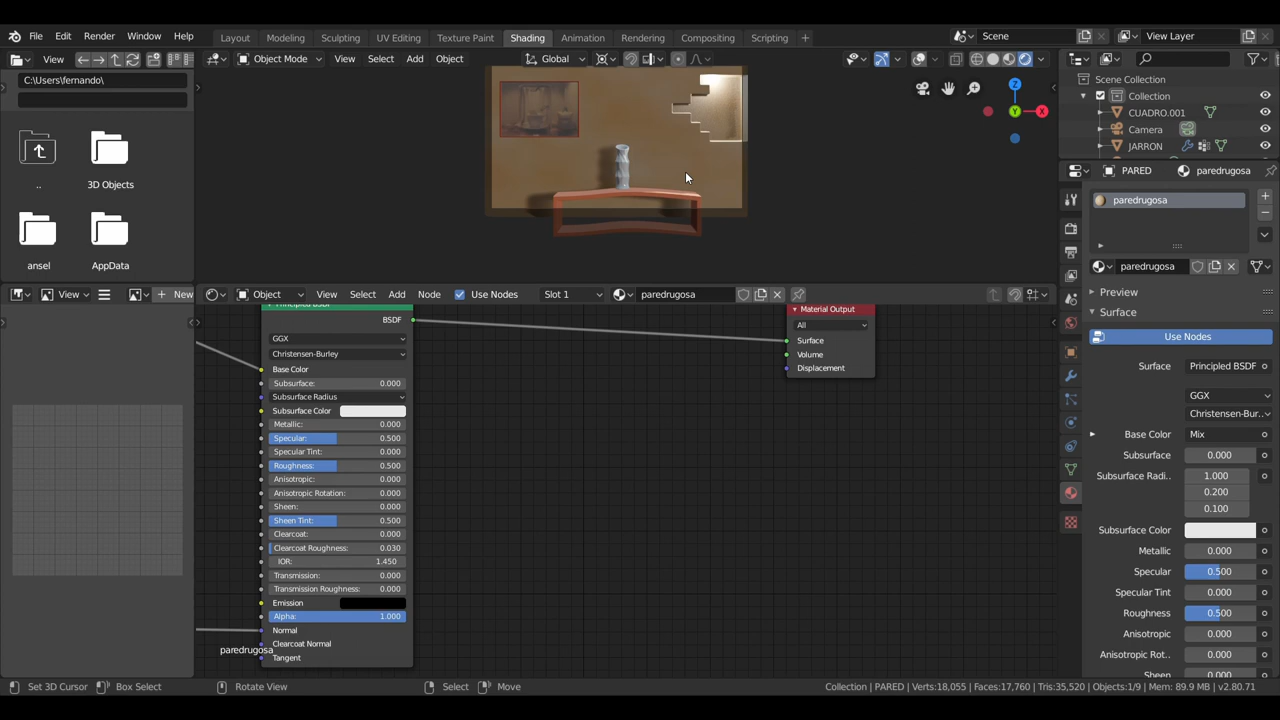 File Edit Render Window Help Layout Modeling Sculpting UV Editing Texture Paint Shading Animation Rendering Compositing Scripting + Scene View Layer
View Object Mode View Select Add Object Global
C:\Users\fernando\
..
3D Objects
ansel
AppData
X
Y
Z
Scene Collection
Collection
CUADRO.001
Camera
JARRON
PARED paredrugosa
paredrugosa
paredrugosa
Preview
Surface
Use Nodes
Surface Principled BSDF
GGX
Christensen-Bur..
Base Color Mix
Subsurface 0.000
Subsurface Radi.. 1.000
0.200
0.100
Subsurface Color
Metallic 0.000
Specular 0.500
Specular Tint 0.000
Roughness 0.500
Anisotropic 0.000
Anisotropic Rot.. 0.000
Sheen 0.000
View New
Object View Select Add Node Use Nodes Slot 1 paredrugosa
Principled BSDF
BSDF
GGX
Christensen-Burley
Base Color
Subsurface: 0.000
Subsurface Radius
Subsurface Color
Metallic: 0.000
Specular: 0.500
Specular Tint: 0.000
Roughness: 0.500
Anisotropic: 0.000
Anisotropic Rotation: 0.000
Sheen: 0.000
Sheen Tint: 0.500
Clearcoat: 0.000
Clearcoat Roughness: 0.030
IOR: 1.450
Transmission: 0.000
Transmission Roughness: 0.000
Emission
Alpha: 1.000
Normal
Clearcoat Normal
Tangent
paredrugosa
Material Output
All
Surface
Volume
Displacement
Set 3D Cursor Box Select Rotate View Select Move Collection | PARED | Verts:18,055 | Faces:17,760 | Tris:35,520 | Objects:1/9 | Mem: 89.9 MB | v2.80.71